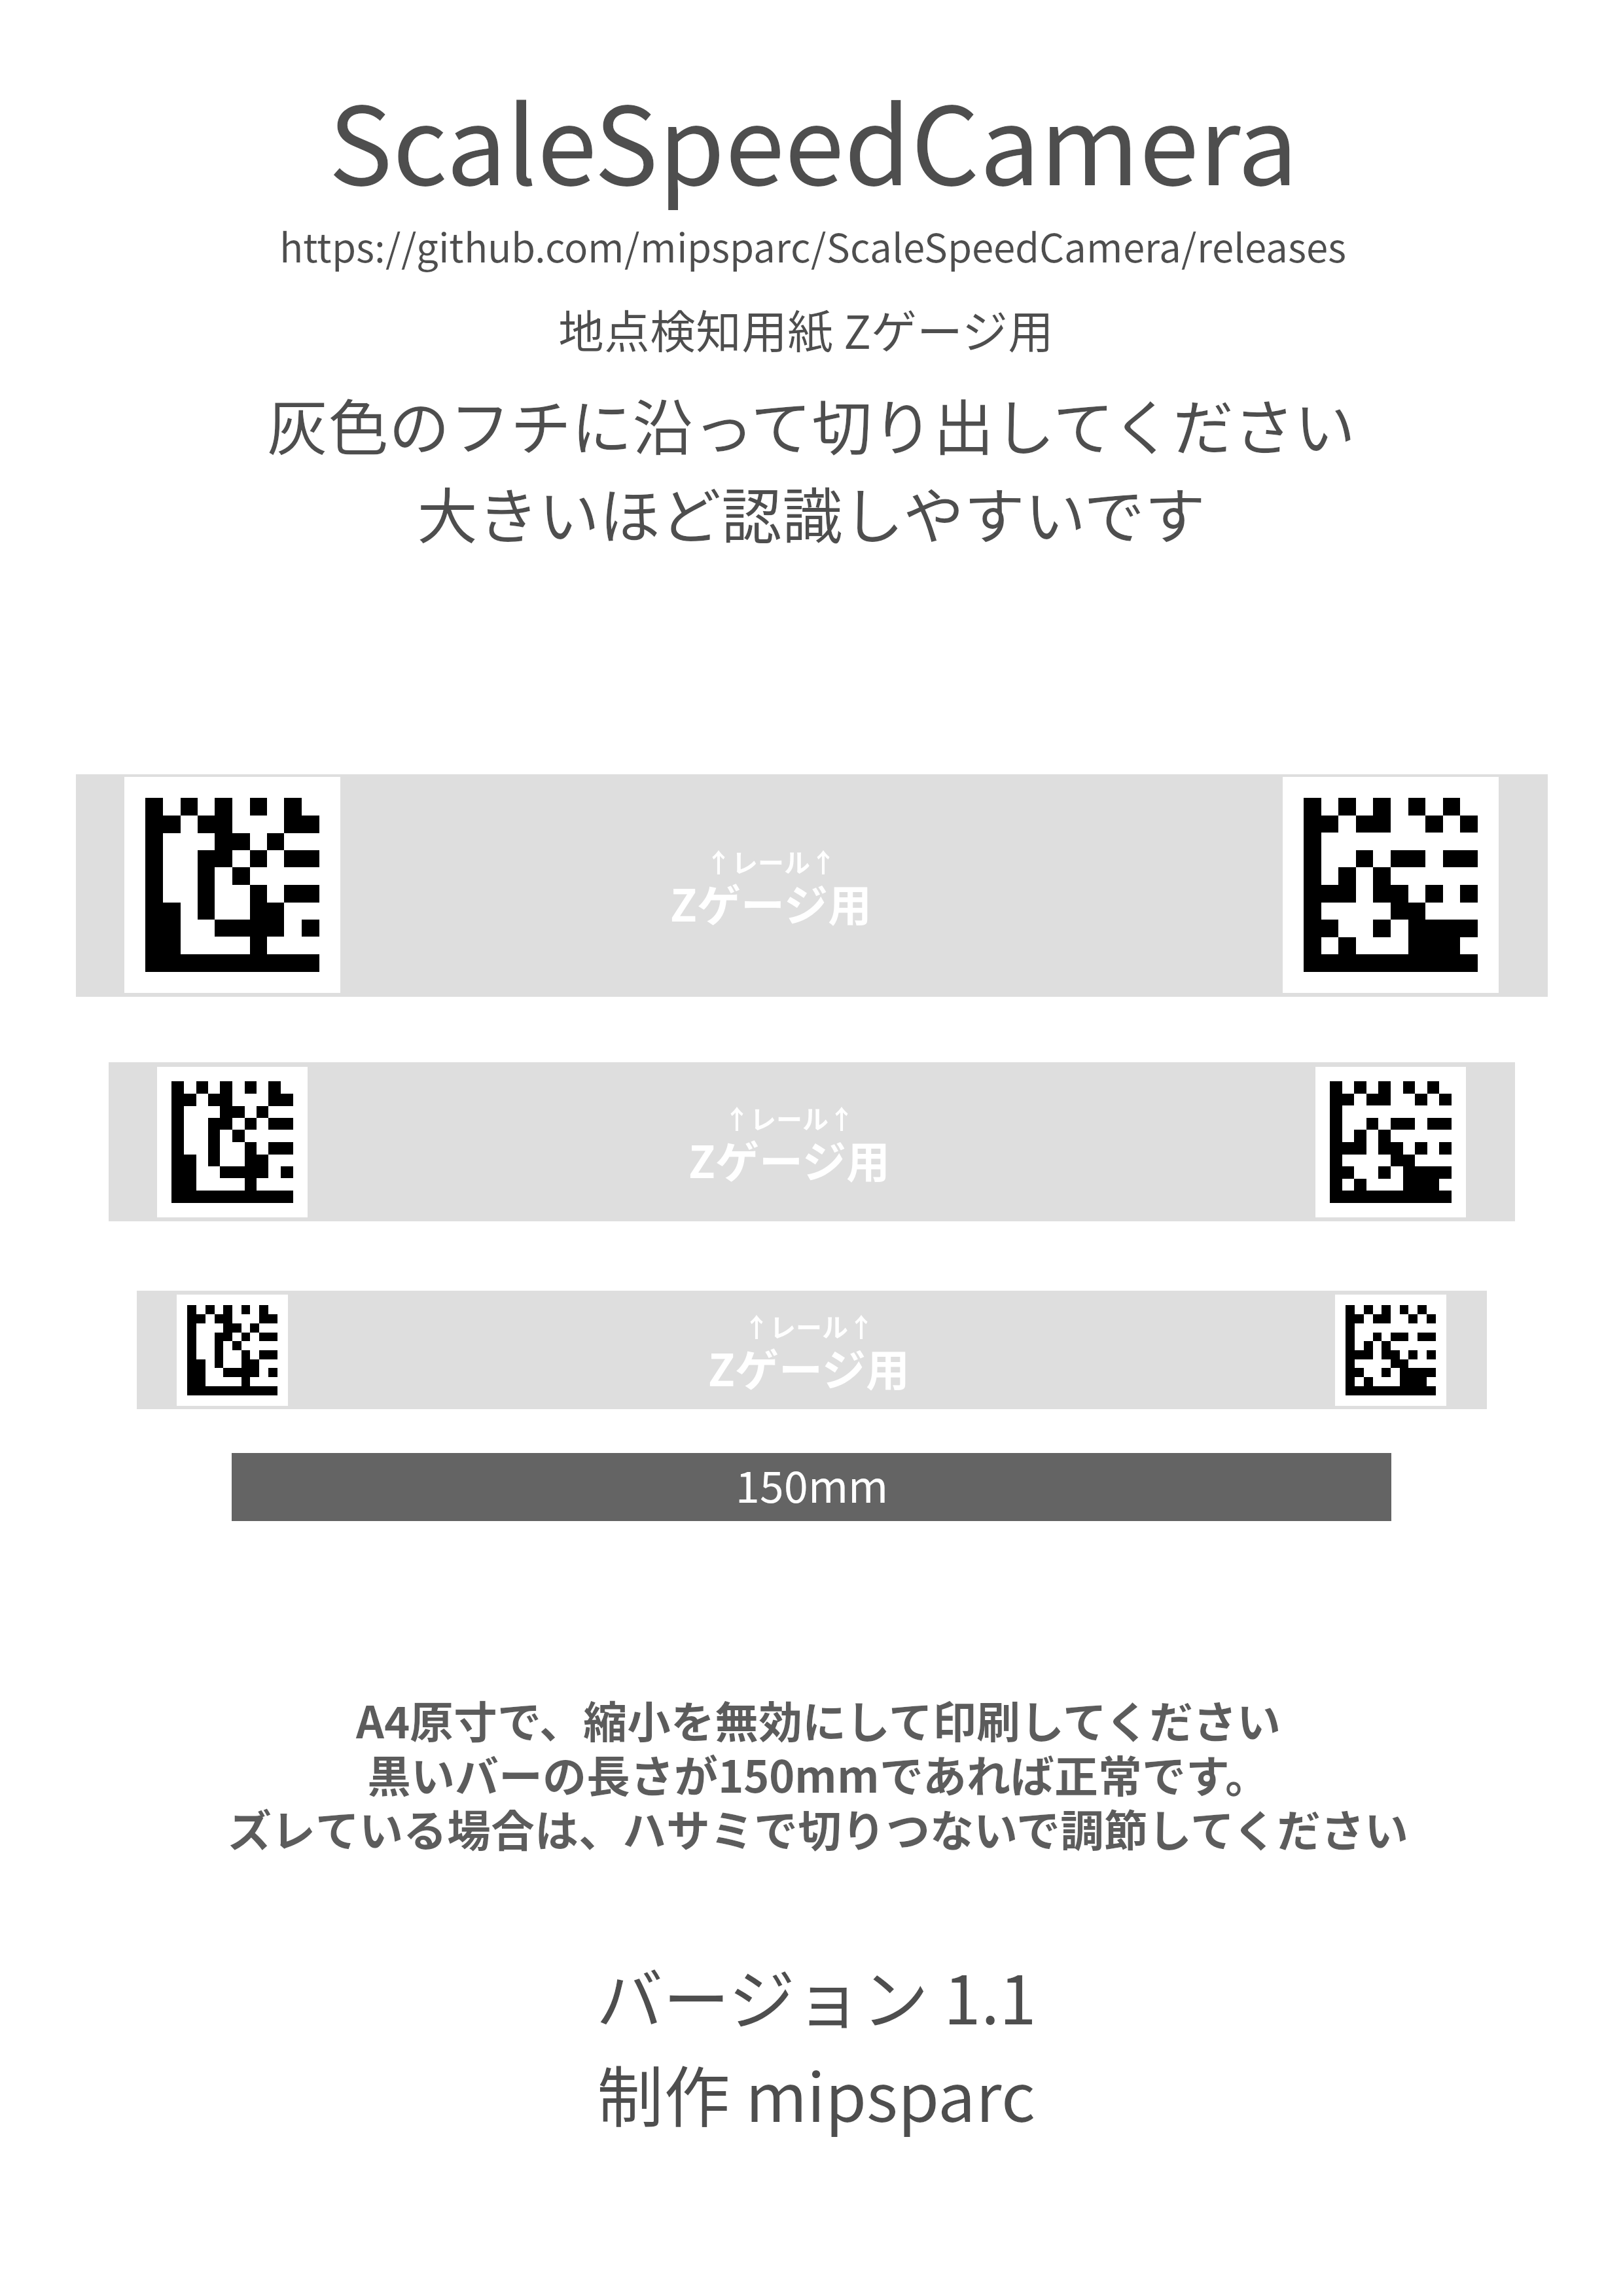 ScaleSpeedCamera
https://github.com/mipsparc/ScaleSpeedCamera/releases
地点検知用紙 Zゲージ用
灰色のフチに沿って切り出してください
大きいほど認識しやすいです
↑レール↑
Zゲージ用
↑レール↑
Zゲージ用
↑レール↑
Zゲージ用
150mm
A4原寸で、縮小を無効にして印刷してください
黒いバーの長さが150mmであれば正常です。
ズレている場合は、ハサミで切りつないで調節してください
バージョン 1.1
制作 mipsparc